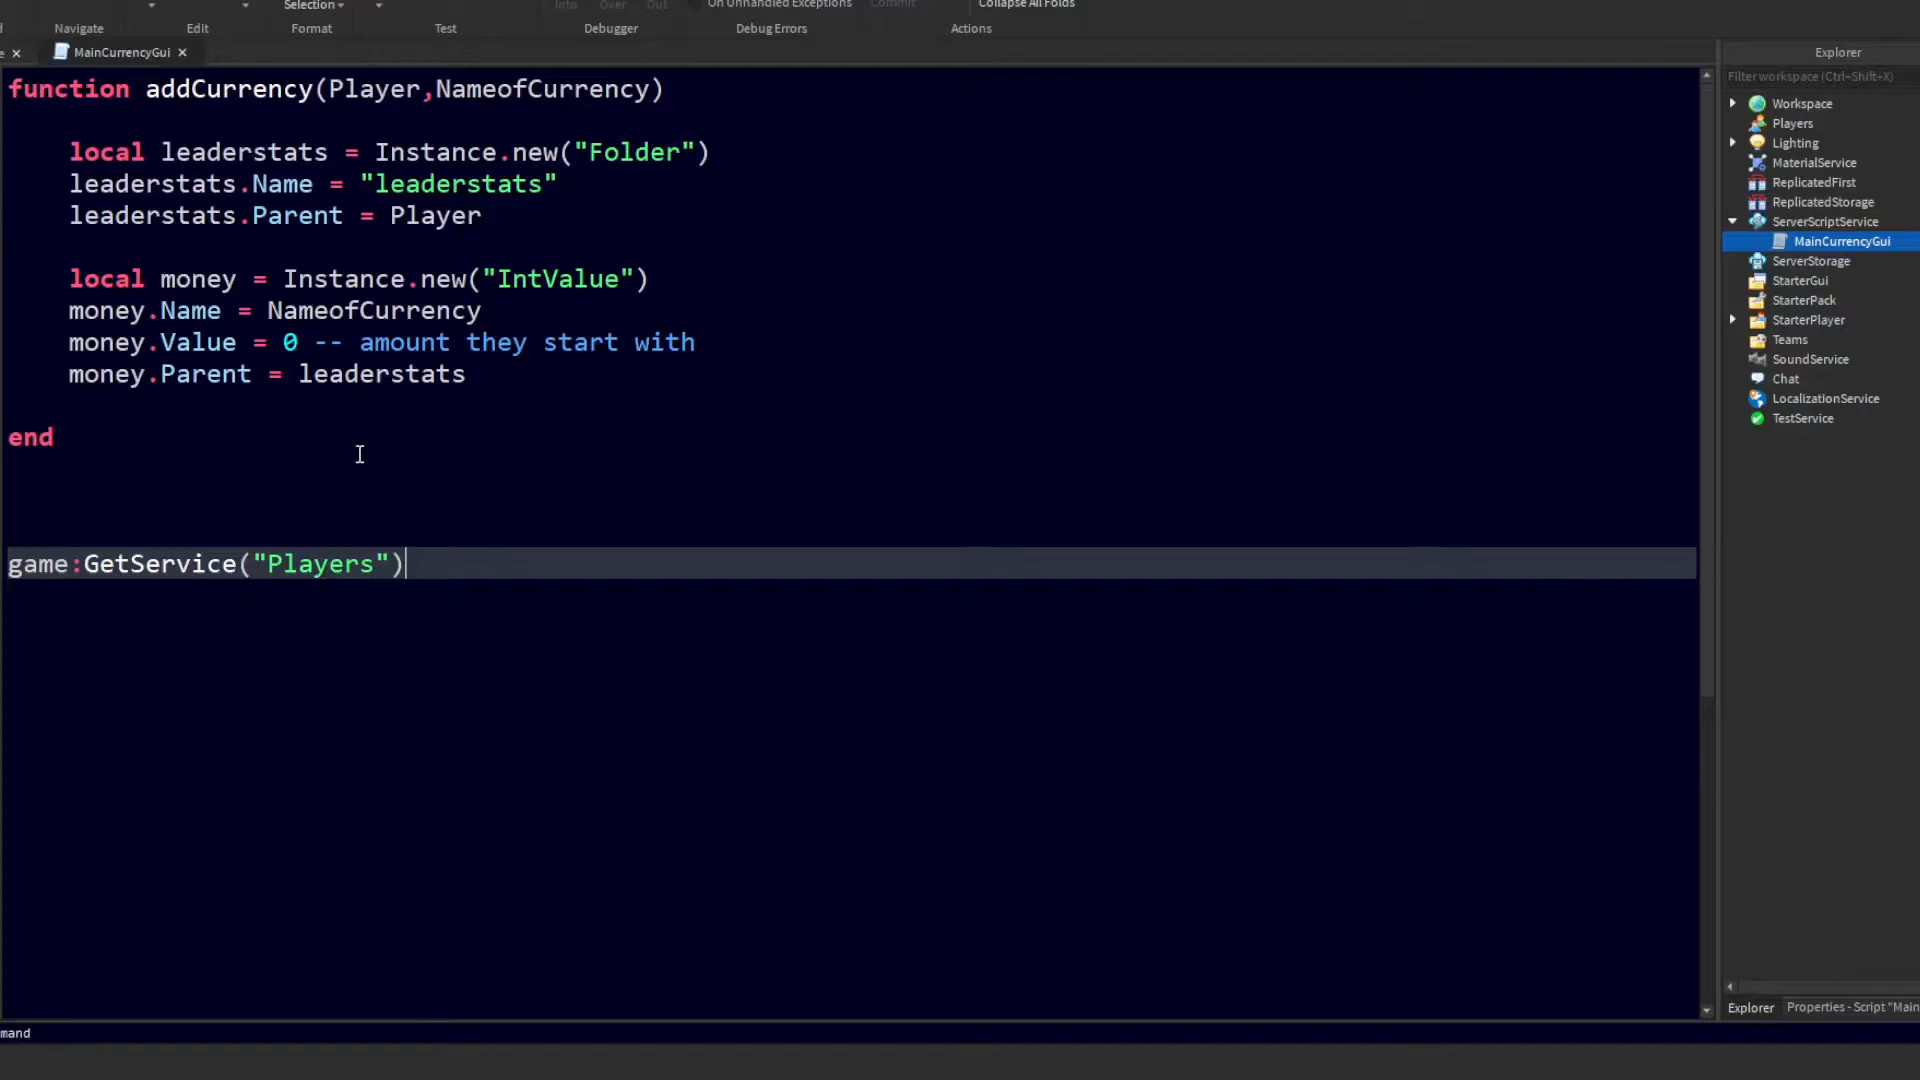 Selection
Into Over Out
On Unhandled Exceptions
Commit
Collapse All Folds
Navigate
Edit
Format
Test
Debugger
Debug Errors
Actions
MainCurrencyGui
function addCurrency(Player,NameofCurrency)
local leaderstats = Instance.new("Folder")
leaderstats.Name = "leaderstats"
leaderstats.Parent = Player
local money = Instance.new("IntValue")
money.Name = NameofCurrency
money.Value = 0 -- amount they start with
money.Parent = leaderstats
end
game:GetService("Players")
mand
Explorer
Filter workspace (Ctrl+Shift+X)
Workspace
Players
Lighting
MaterialService
ReplicatedFirst
ReplicatedStorage
ServerScriptService
MainCurrencyGui
ServerStorage
StarterGui
StarterPack
StarterPlayer
Teams
SoundService
Chat
LocalizationService
TestService
Explorer
Properties - Script "Main